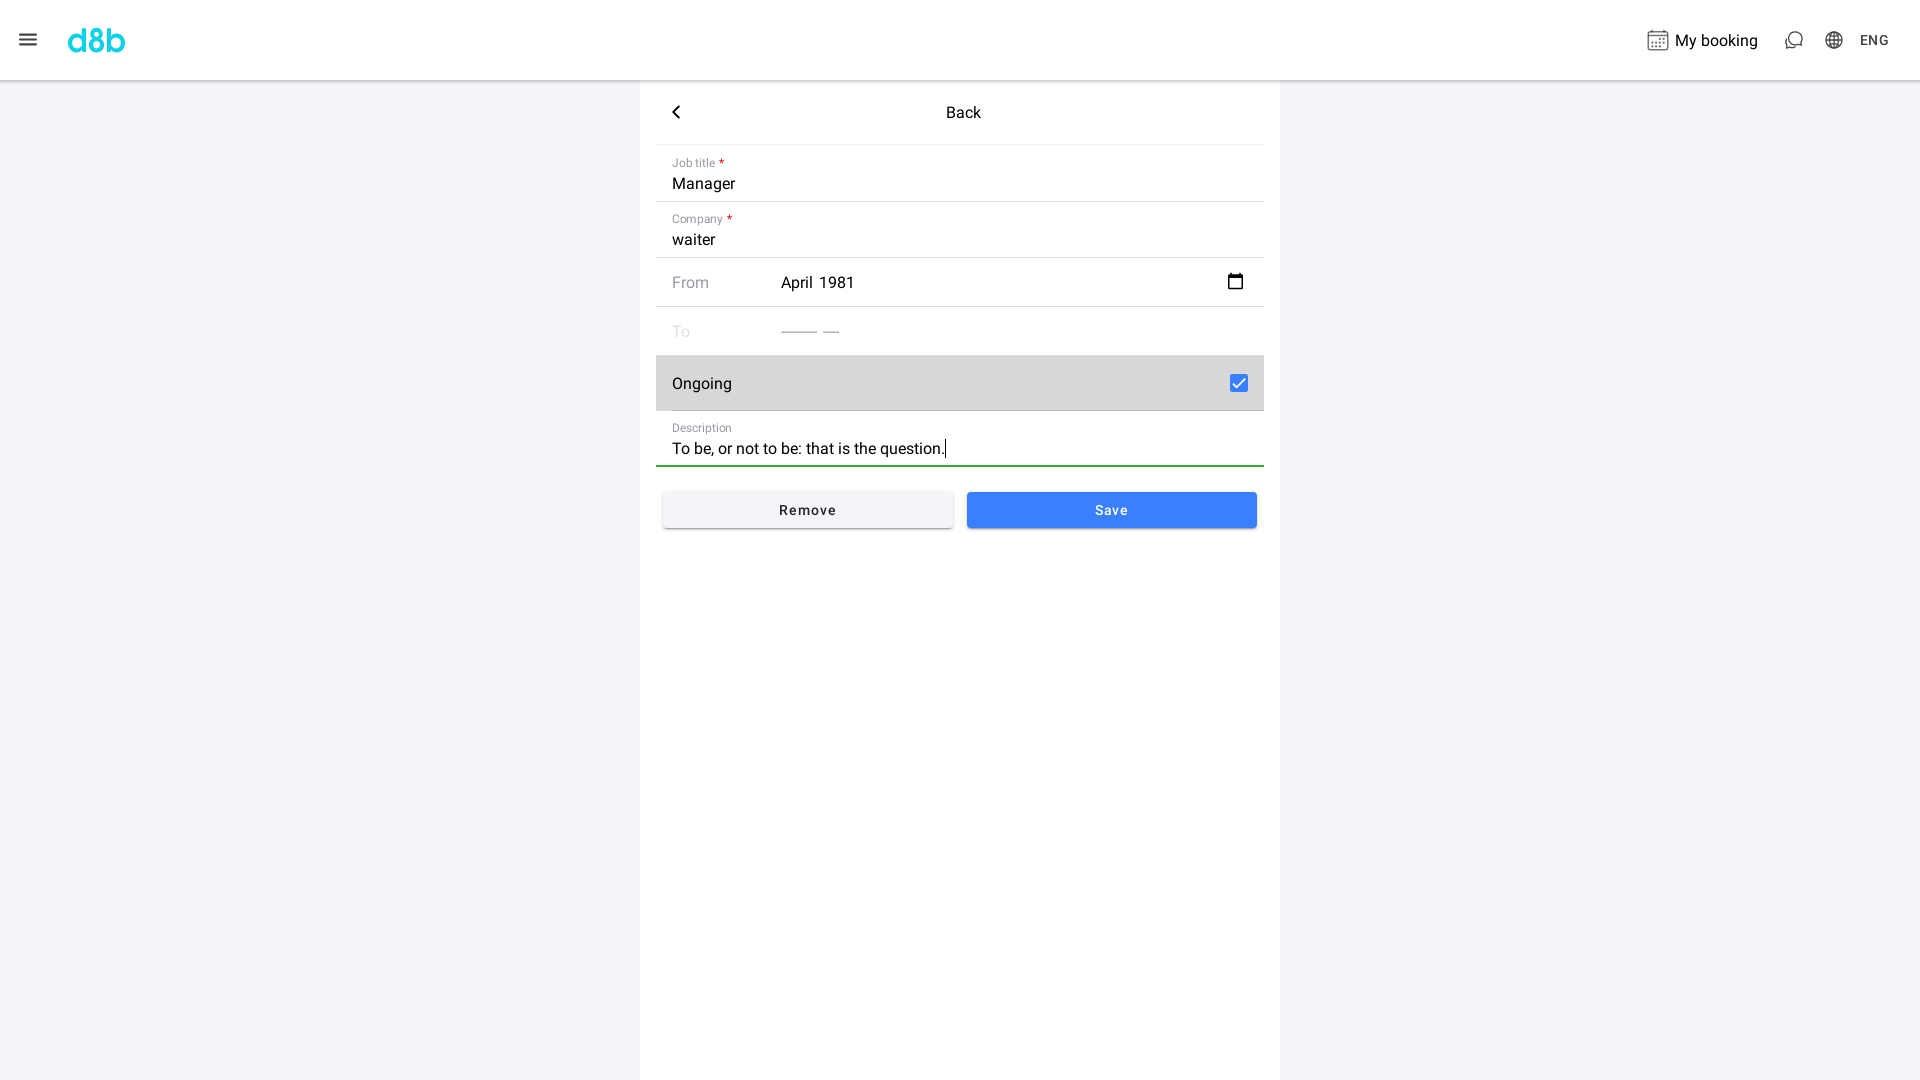 d8b
My booking
ENG
Back
Job title *
Manager
Company *
waiter
From
April 1981
To
--------- ----
Ongoing
Description
To be, or not to be: that is the question.
Remove
Save